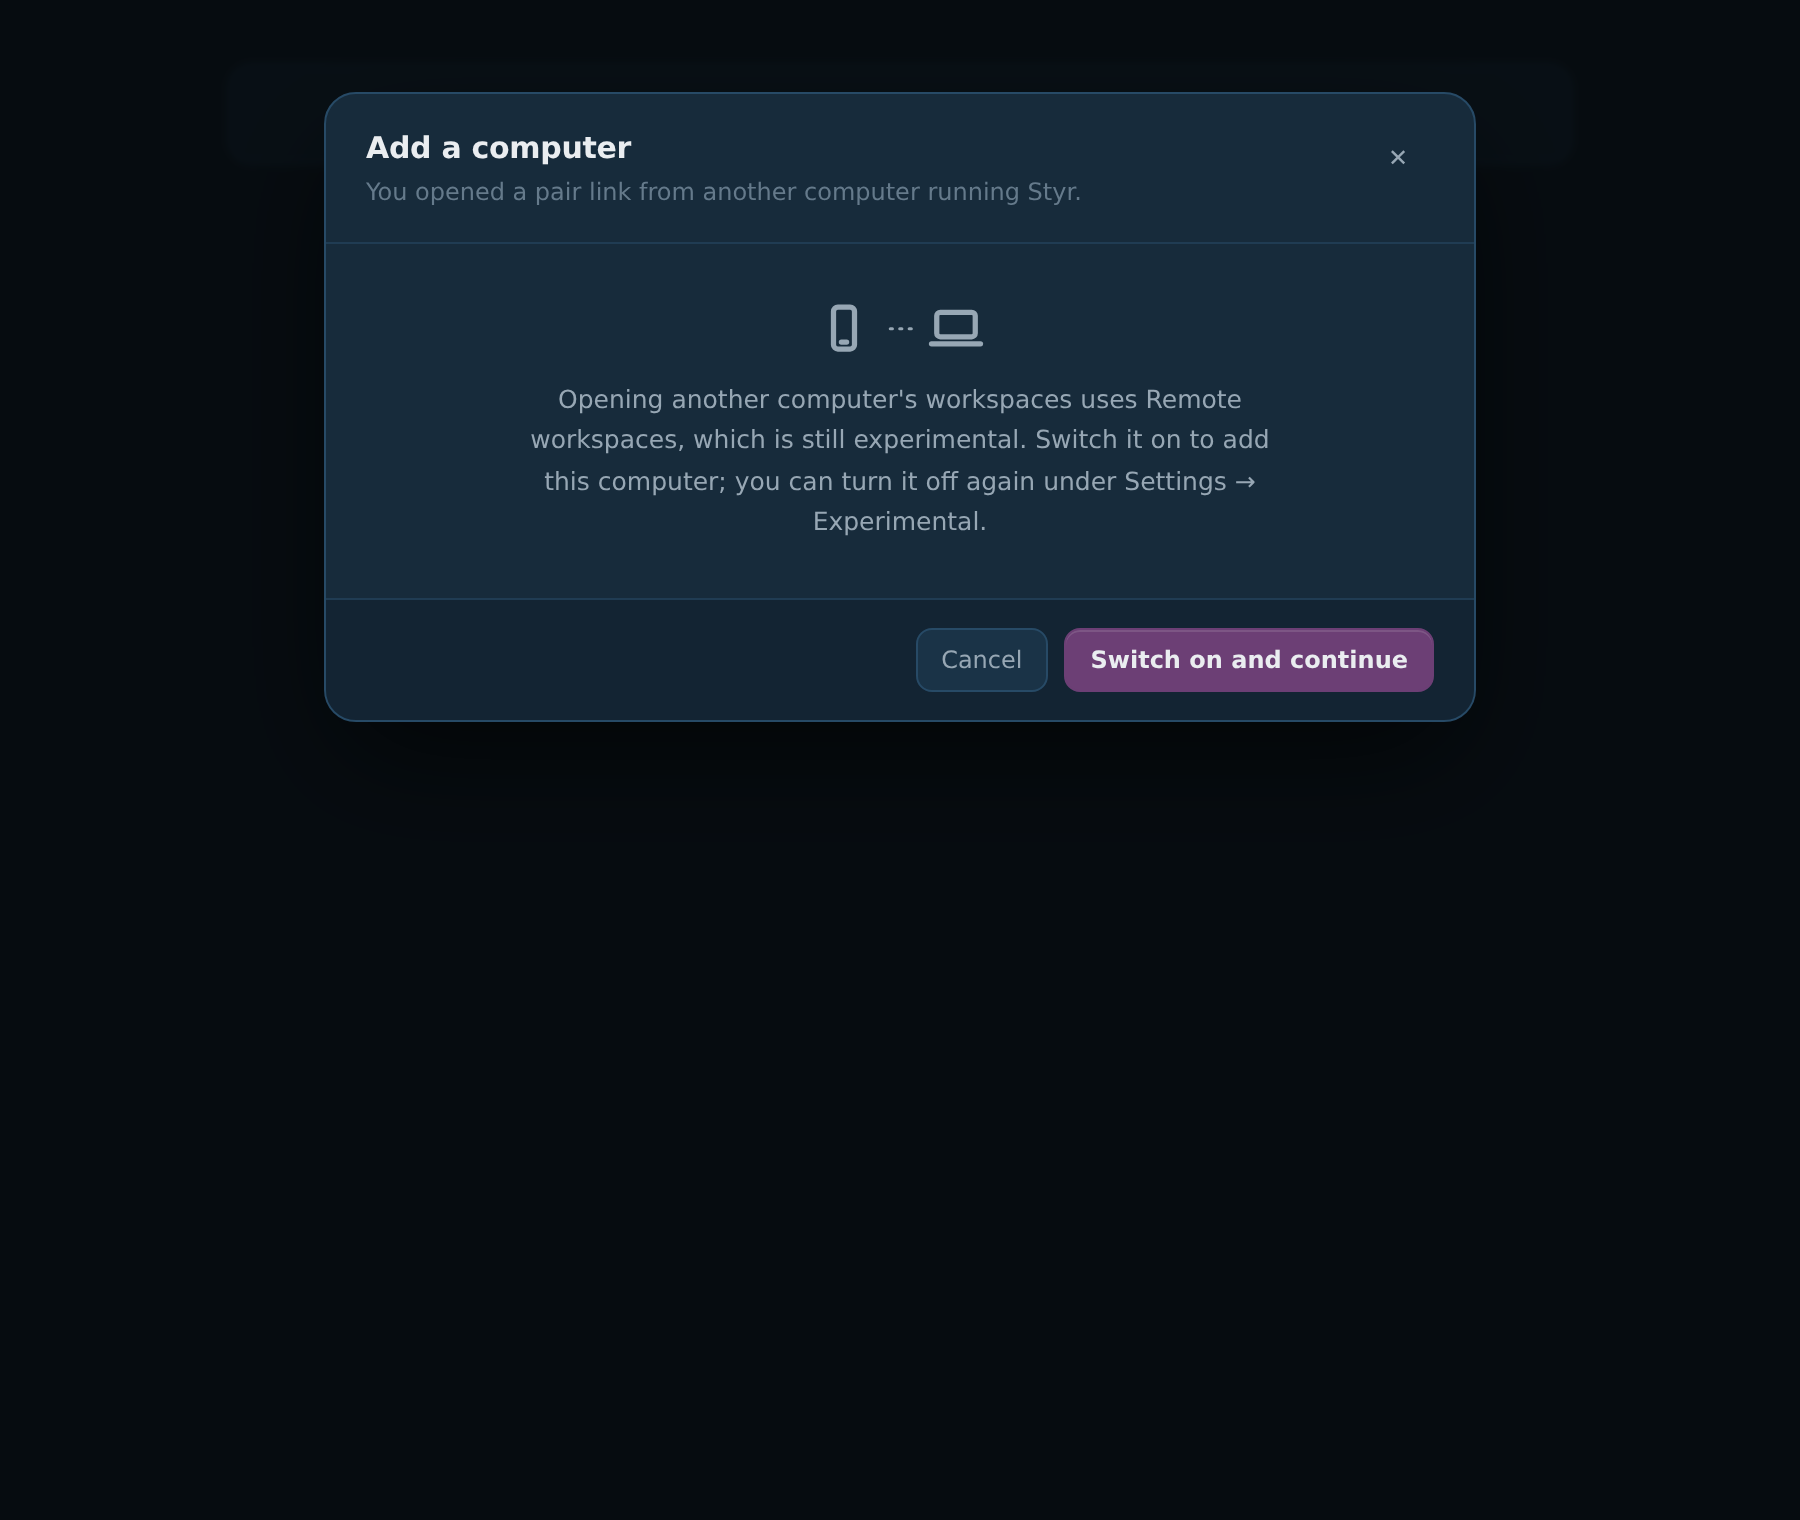 Add a computer
✕
You opened a pair link from another computer running Styr.
Opening another computer's workspaces uses Remote
workspaces, which is still experimental. Switch it on to add
this computer; you can turn it off again under Settings →
Experimental.
Cancel
Switch on and continue